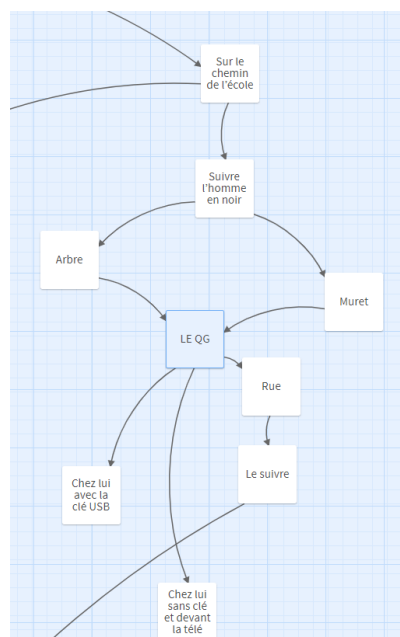 Sur le
chemin
de l'école
Suivre
l'homme
en noir
Arbre
Muret
LE QG
Rue
Le suivre
Chez lui
avec la
clé USB
Chez lui
sans clé
et devant
la télé